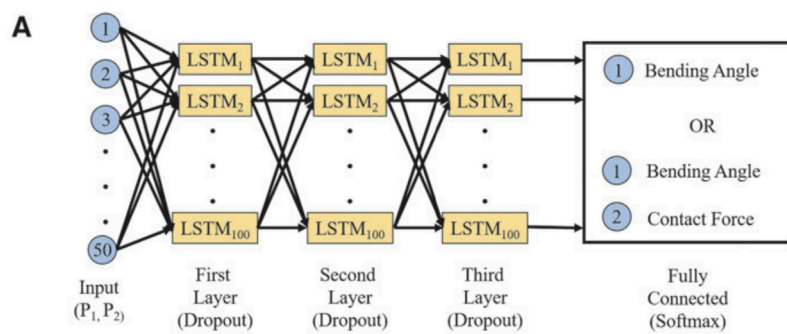 A
1
2
3
50
Input
(P1, P2)
LSTM1
LSTM2
LSTM100
First
Layer
(Dropout)
LSTM1
LSTM2
LSTM100
Second
Layer
(Dropout)
LSTM1
LSTM2
LSTM100
Third
Layer
(Dropout)
1 Bending Angle
OR
1 Bending Angle
2 Contact Force
Fully
Connected
(Softmax)